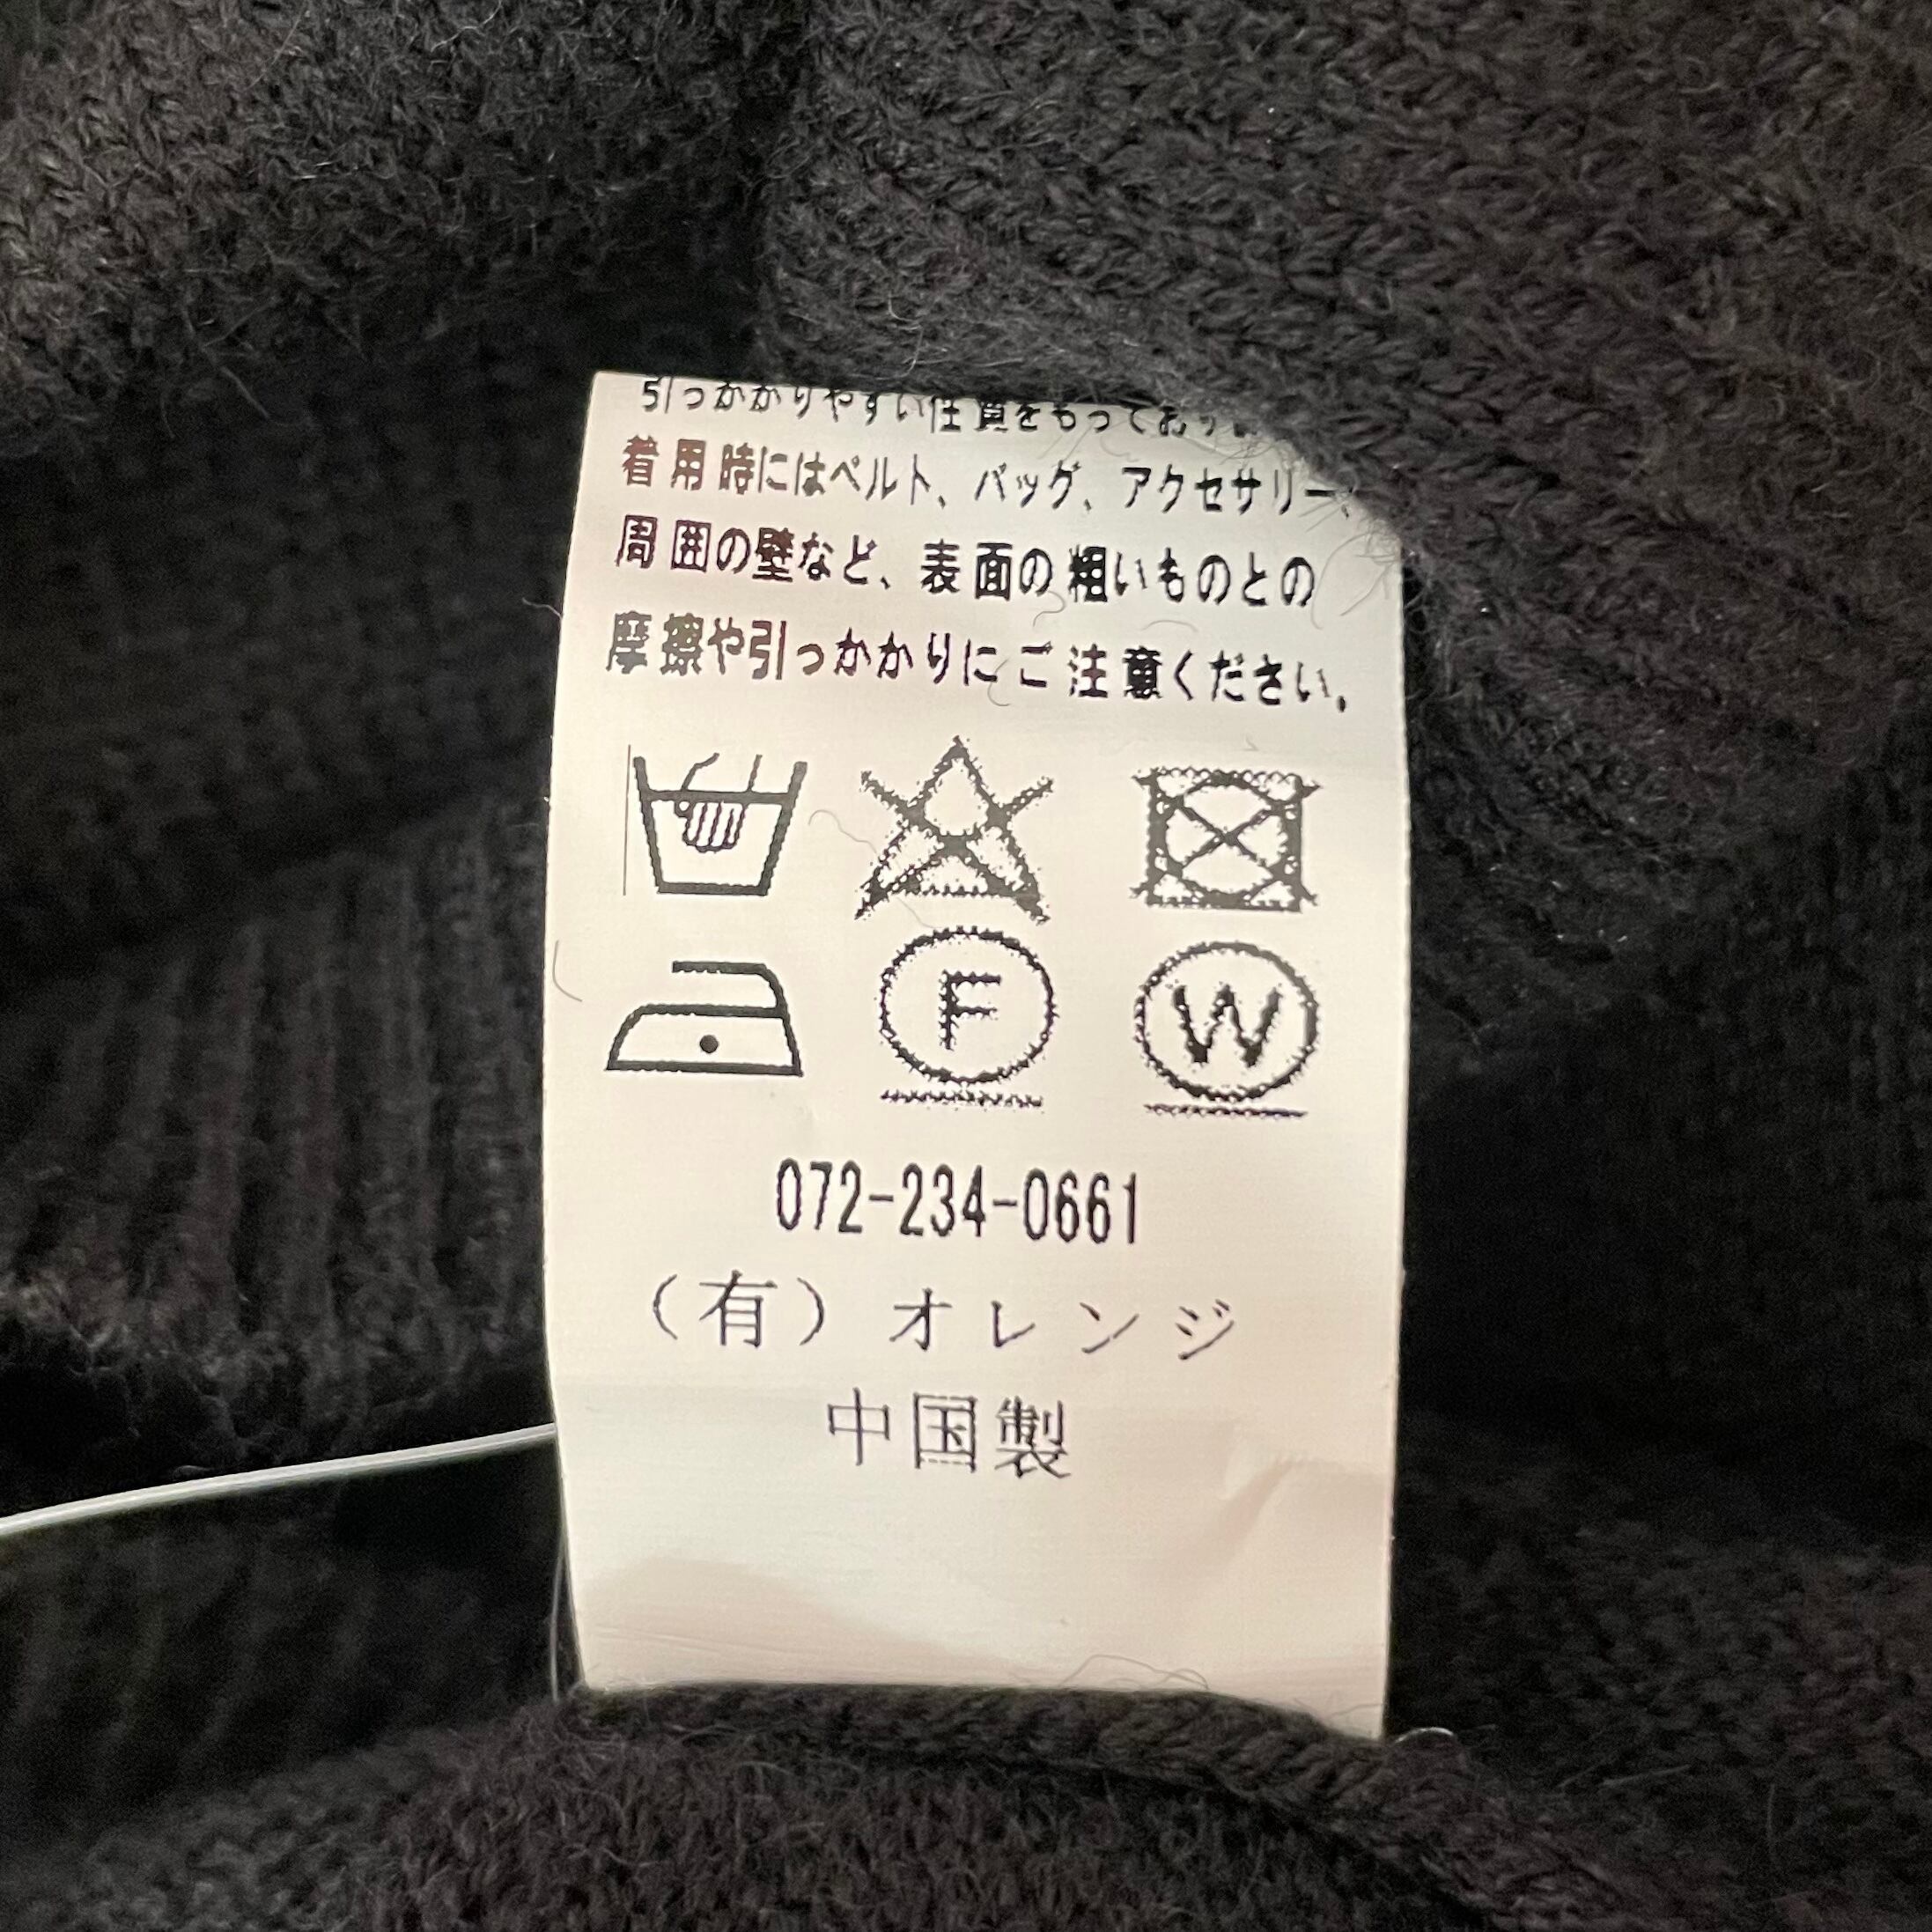 引っかかりやすい性質をもっており
着用時にはベルト、バッグ、アクセサリー、
周囲の壁など、表面の粗いものとの
摩擦や引っかかりにご注意ください。
F W
072-234-0661
(有)オレンジ
中国製